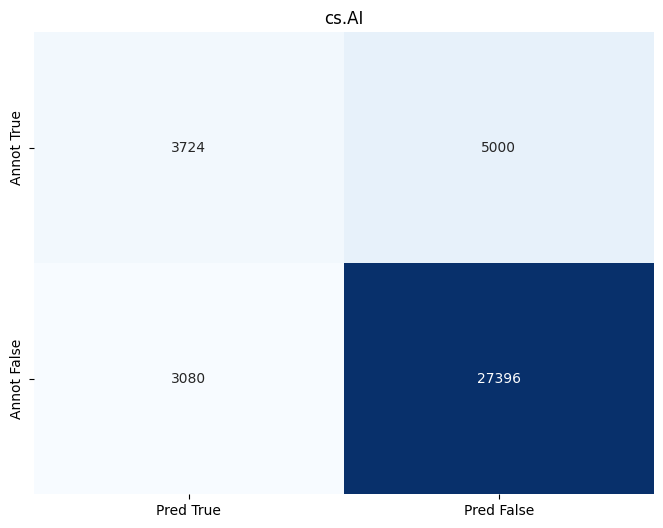 cs.AI
Annot True
3724
5000
Annot False
3080
27396
Pred True
Pred False